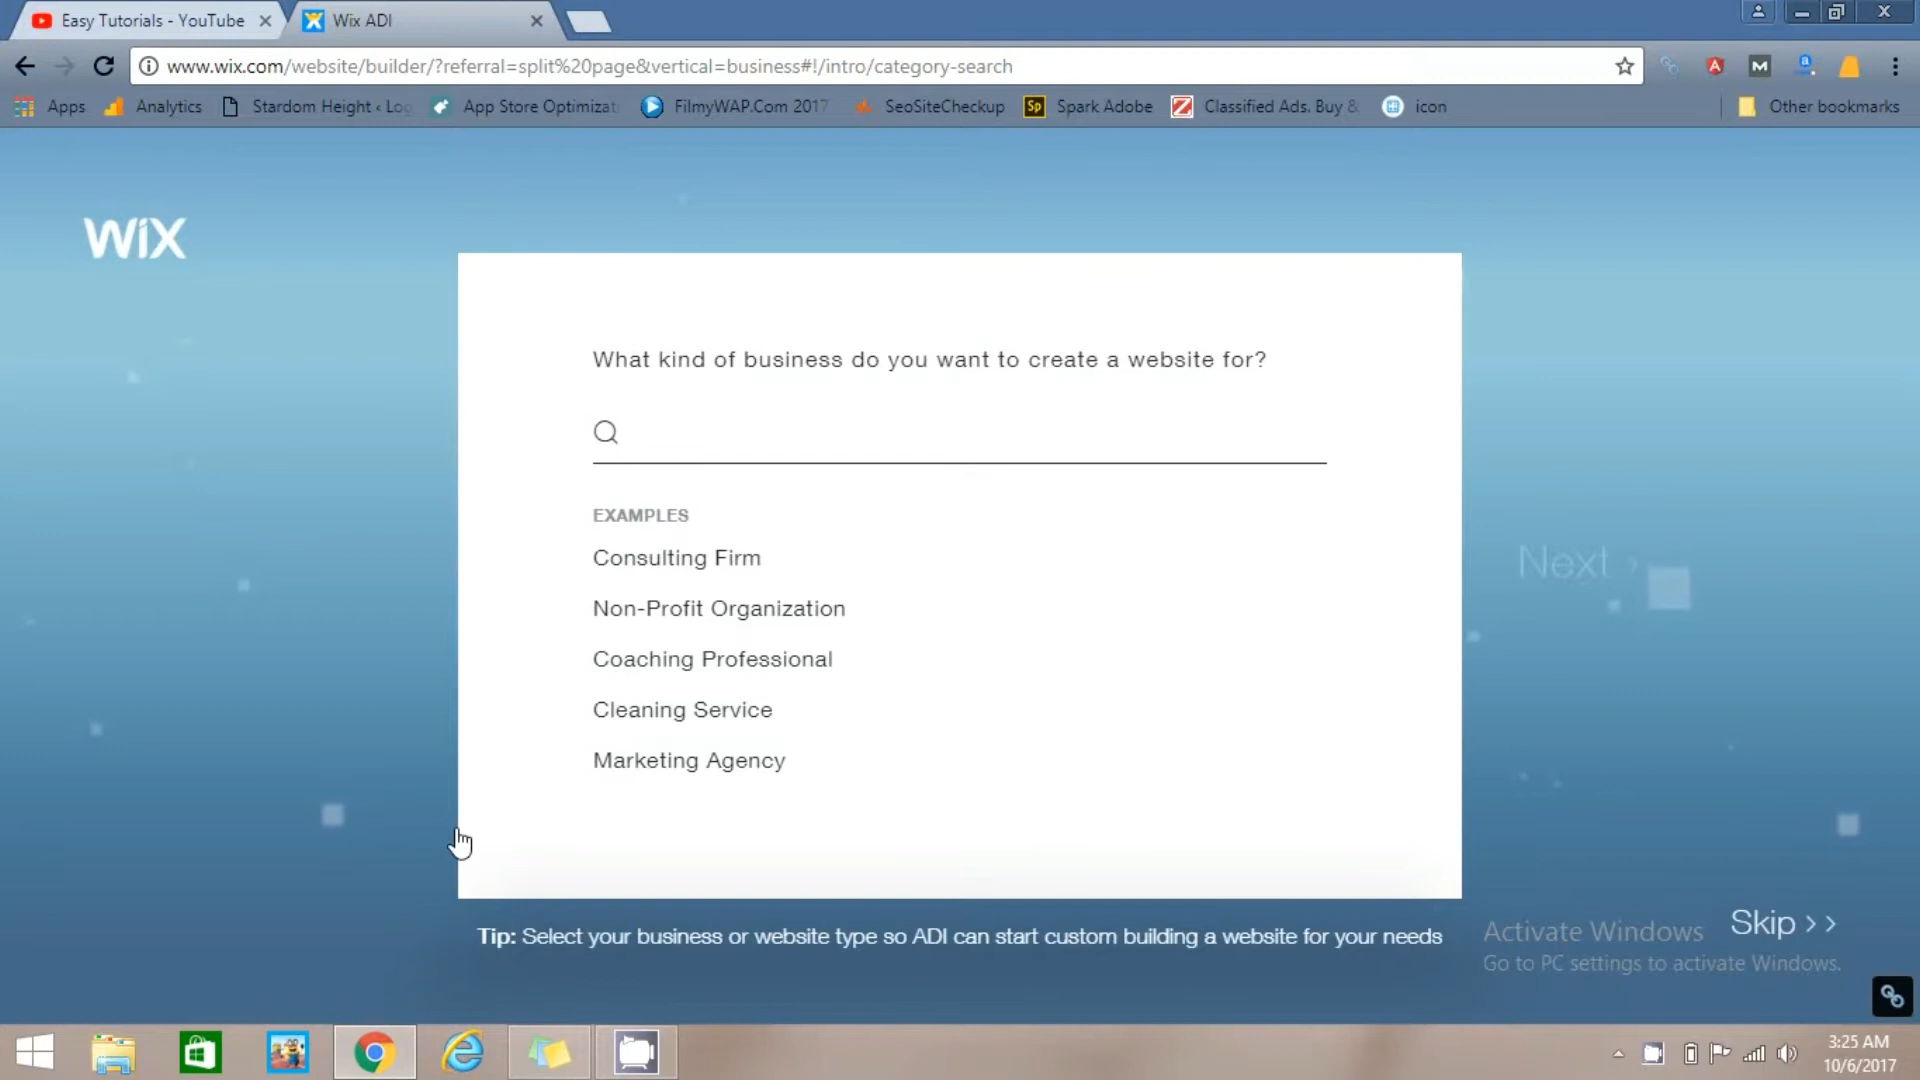 Easy Tutorials - YouTube
Wix ADI
www.wix.com/website/builder/?referral=split%20page&vertical=business#!/intro/category-search
Apps
Analytics
Stardom Height ‹ Log
App Store Optimizat
FilmyWAP.Com 2017
SeoSiteCheckup
Sp
Spark Adobe
Classified Ads. Buy &
icon
Other bookmarks
WiX
What kind of business do you want to create a website for?
EXAMPLES
Consulting Firm
Non-Profit Organization
Coaching Professional
Cleaning Service
Marketing Agency
Next ›
Tip: Select your business or website type so ADI can start custom building a website for your needs
Skip >>
Activate Windows
Go to PC settings to activate Windows.
3:25 AM
10/6/2017